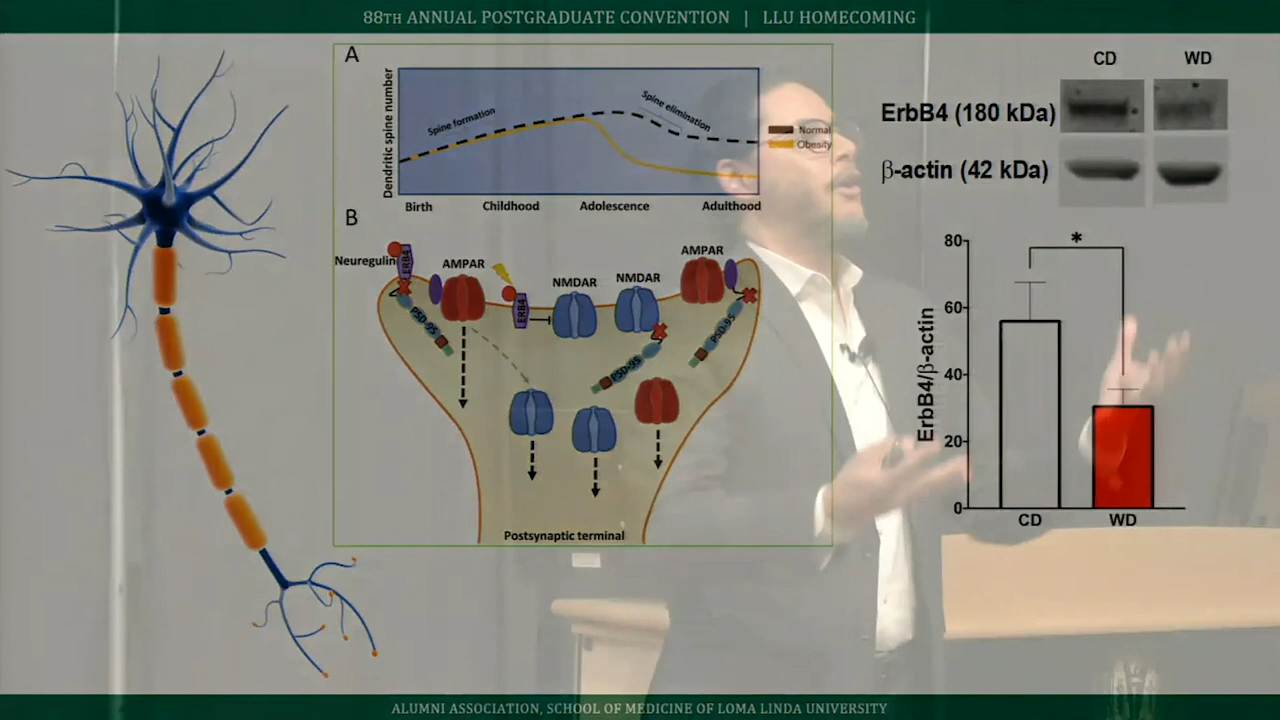 88TH ANNUAL POSTGRADUATE CONVENTION | LLU HOMECOMING
A
Dendritic spine number
Spine formation
Spine elimination
Normal
Obesity
Birth Childhood Adolescence Adulthood
B
Neuregulin
ERB4
AMPAR
ERB4
NMDAR
NMDAR
AMPAR
PSD-95
PSD-95
PSD-95
Postsynaptic terminal
CD WD
ErbB4 (180 kDa)
β-actin (42 kDa)
ErbB4/β-actin
80
60
40
20
0
*
CD WD
ALUMNI ASSOCIATION, SCHOOL OF MEDICINE OF LOMA LINDA UNIVERSITY